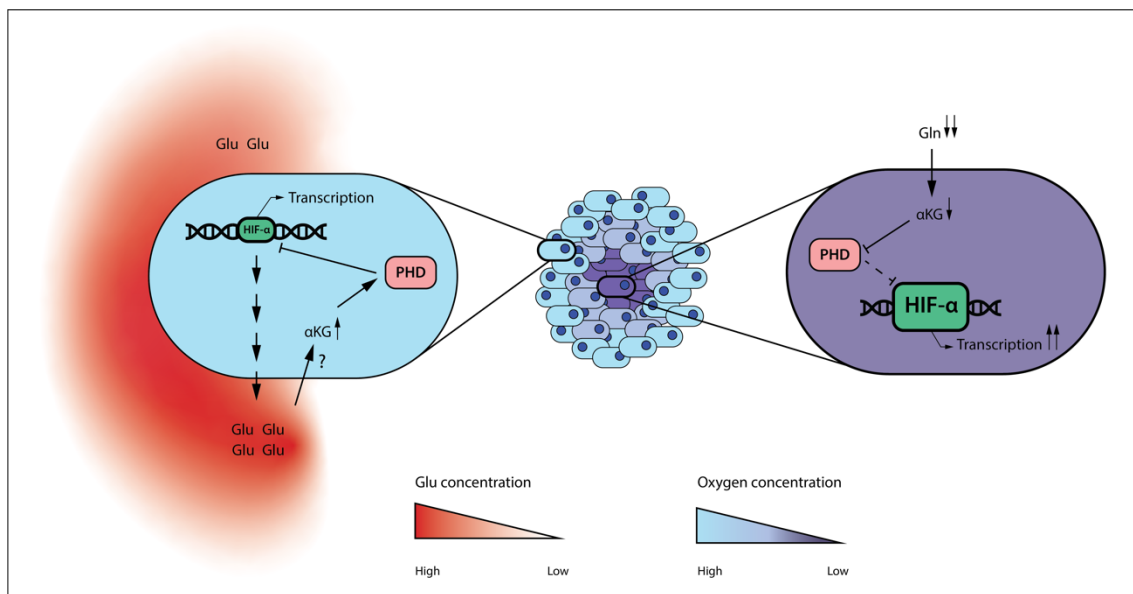 Glu Glu
HIF-α
Transcription
PHD
αKG
?
Glu Glu
Glu Glu
Gln
αKG
PHD
HIF-α
Transcription
Glu concentration
High Low
Oxygen concentration
High Low